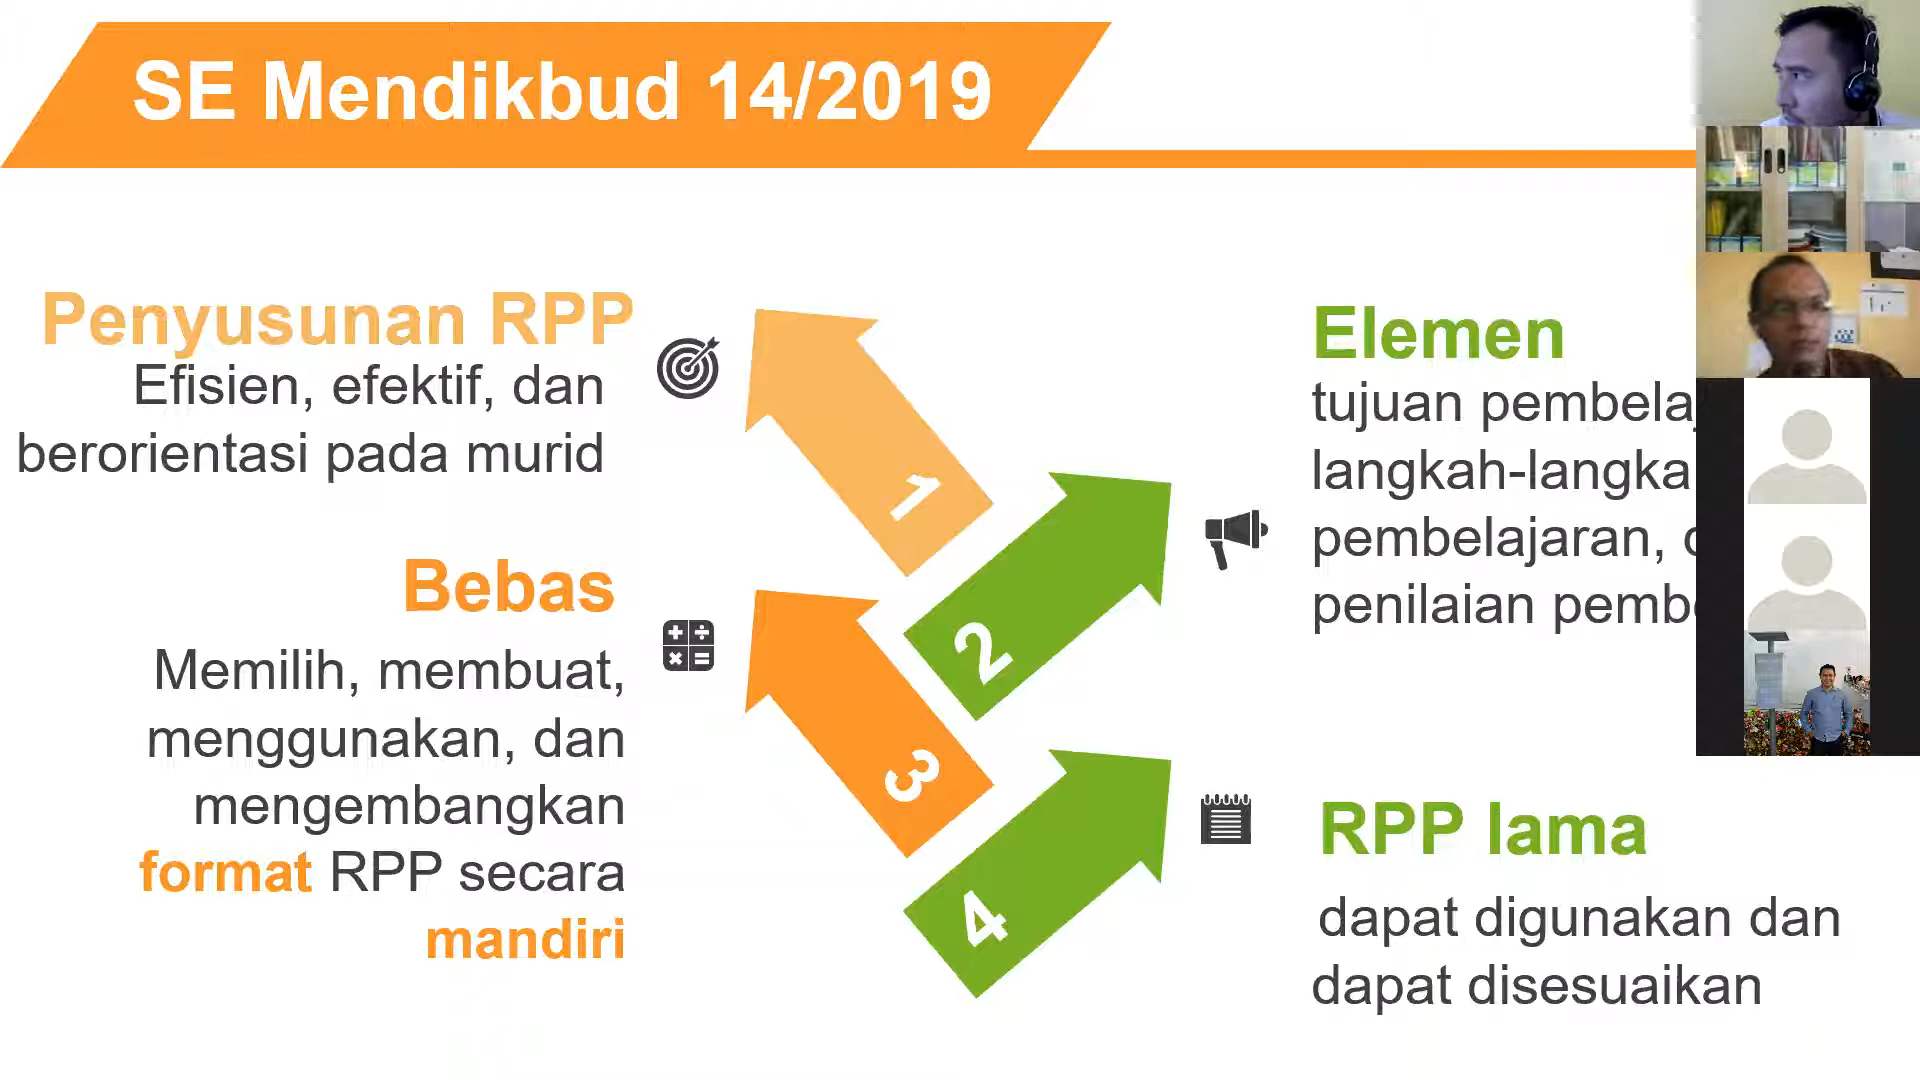 SE Mendikbud 14/2019
Penyusunan RPP
Efisien, efektif, dan
berorientasi pada murid
1
Elemen
tujuan
langkah-langka
pembelajaran,
penilaian
2
Bebas
Memilih, membuat,
menggunakan, dan
mengembangkan
format RPP secara
mandiri
3
RPP lama
dapat digunakan dan
dapat disesuaikan
4